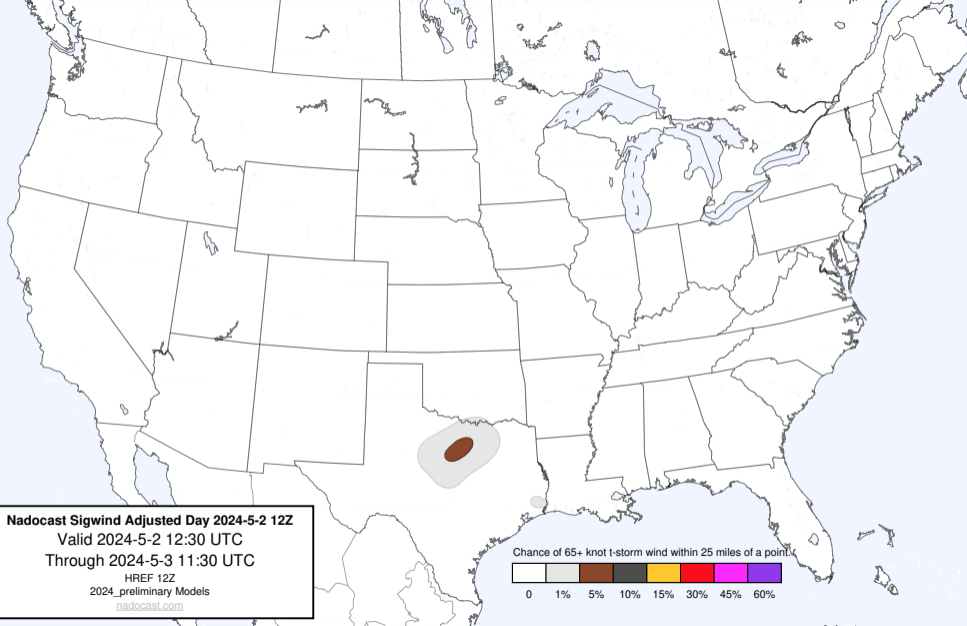 Nadocast Sigwind Adjusted Day 2024-5-2 12Z
Valid 2024-5-2 12:30 UTC
Through 2024-5-3 11:30 UTC
HREF 12Z
2024_preliminary Models
nadocast.com
Chance of 65+ knot t-storm wind within 25 miles of a point.
0 1% 5% 10% 15% 30% 45% 60%